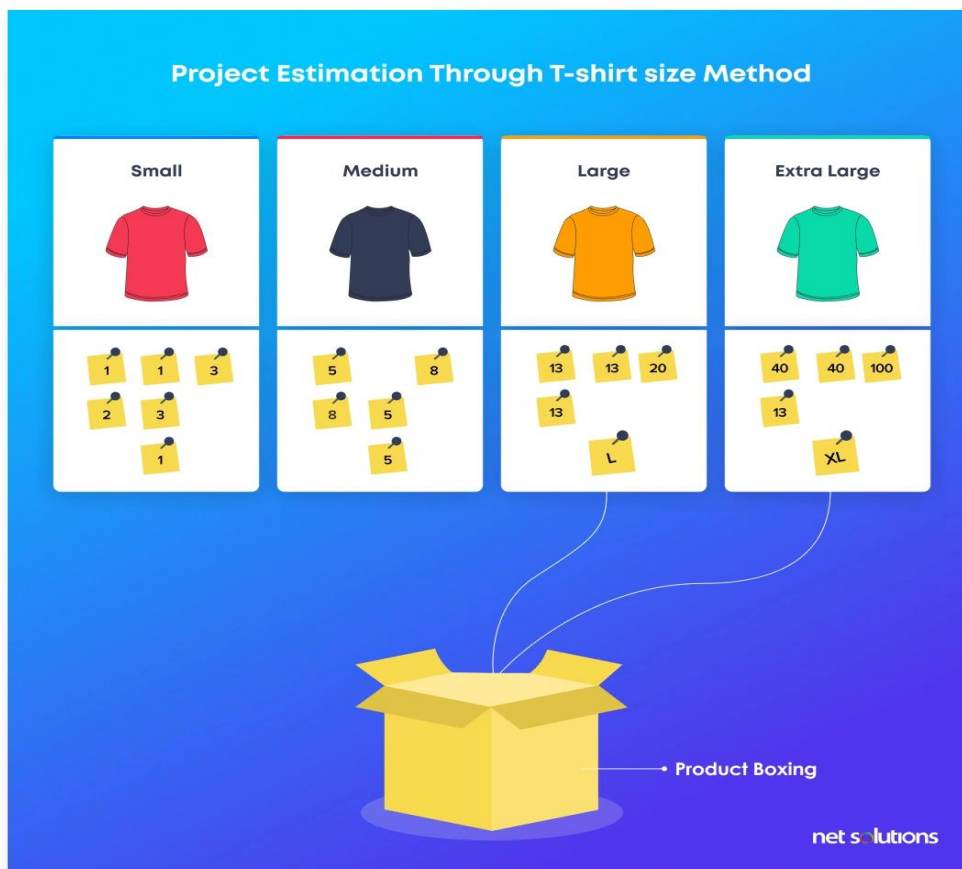 Project Estimation Through T-shirt size Method
Small
Medium
Large
Extra Large
1 1 3
2 3
1
5 8
8 5
5
13 13 20
13
L
40 40 100
13
XL
Product Boxing
net solutions